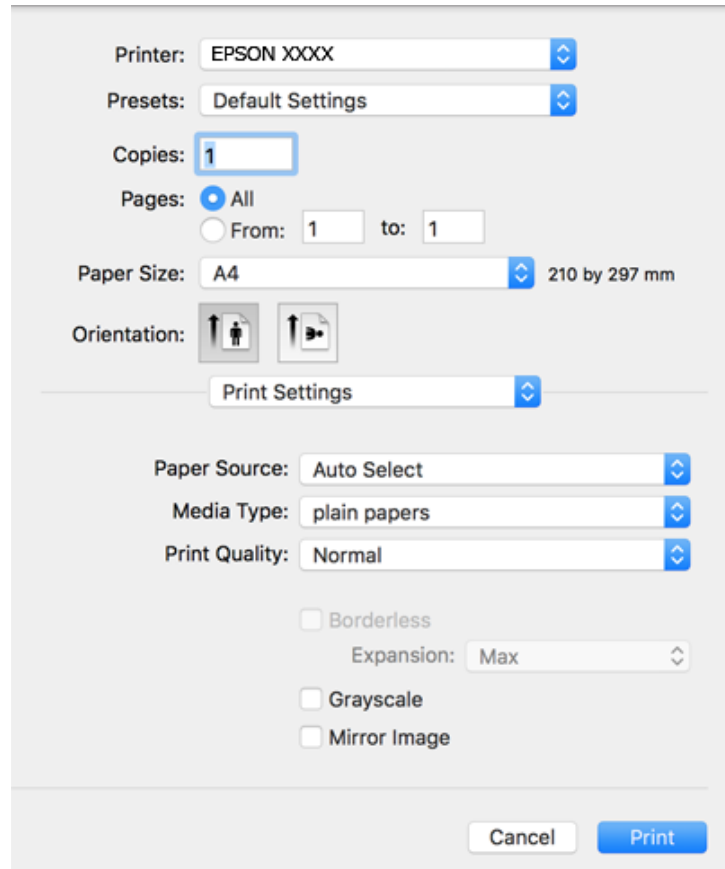 Printer: EPSON XXXX
Presets: Default Settings
Copies: 1
Pages: All
From: 1 to: 1
Paper Size: A4 210 by 297 mm
Orientation:
Print Settings
Paper Source: Auto Select
Media Type: plain papers
Print Quality: Normal
Borderless
Expansion: Max
Grayscale
Mirror Image
Cancel Print